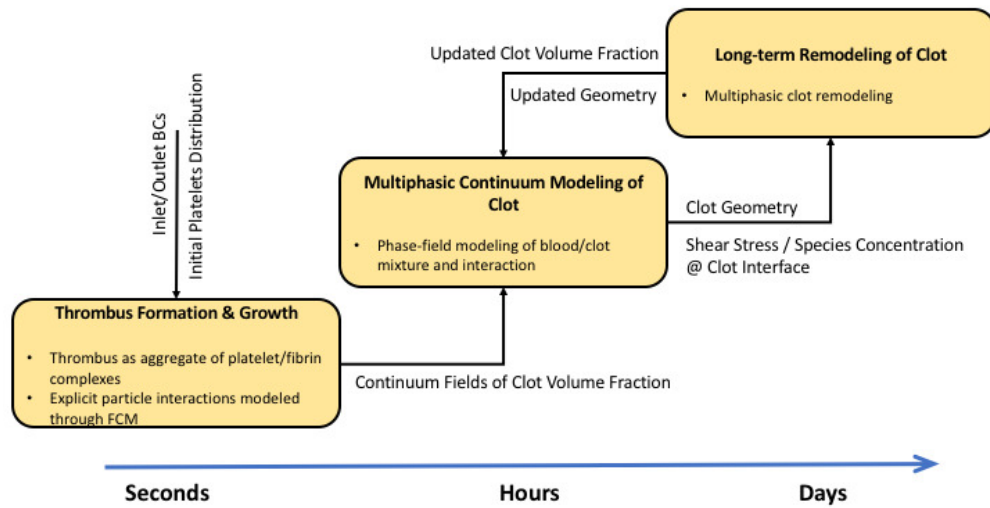 Long-term Remodeling of Clot
• Multiphasic clot remodeling
Updated Clot Volume Fraction
Updated Geometry
Inlet/Outlet BCs
Initial Platelets Distribution
Multiphasic Continuum Modeling of
Clot
• Phase-field modeling of blood/clot
mixture and interaction
Clot Geometry
Shear Stress / Species Concentration
@ Clot Interface
Thrombus Formation & Growth
• Thrombus as aggregate of platelet/fibrin
complexes
• Explicit particle interactions modeled
through FCM
Continuum Fields of Clot Volume Fraction
Seconds
Hours
Days